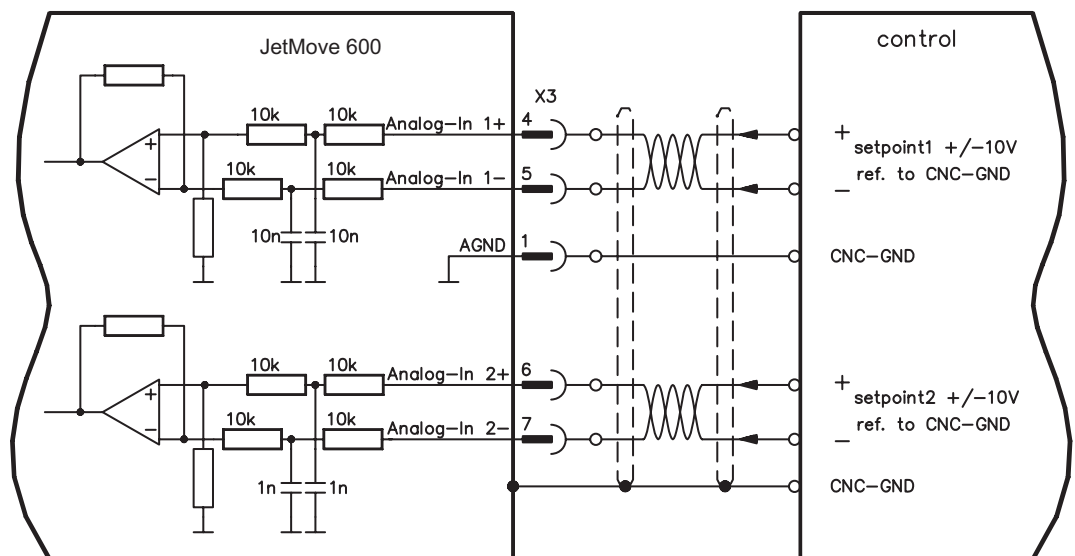 JetMove 600
control
X3
10k
10k
Analog-In 1+
4
+
-
10k
10k
Analog-In 1-
5
+
setpoint1 +/-10V
ref. to CNC-GND
-
10n
10n
AGND
1
CNC-GND
10k
10k
Analog-In 2+
6
+
-
10k
10k
Analog-In 2-
7
+
setpoint2 +/-10V
ref. to CNC-GND
-
1n
1n
CNC-GND